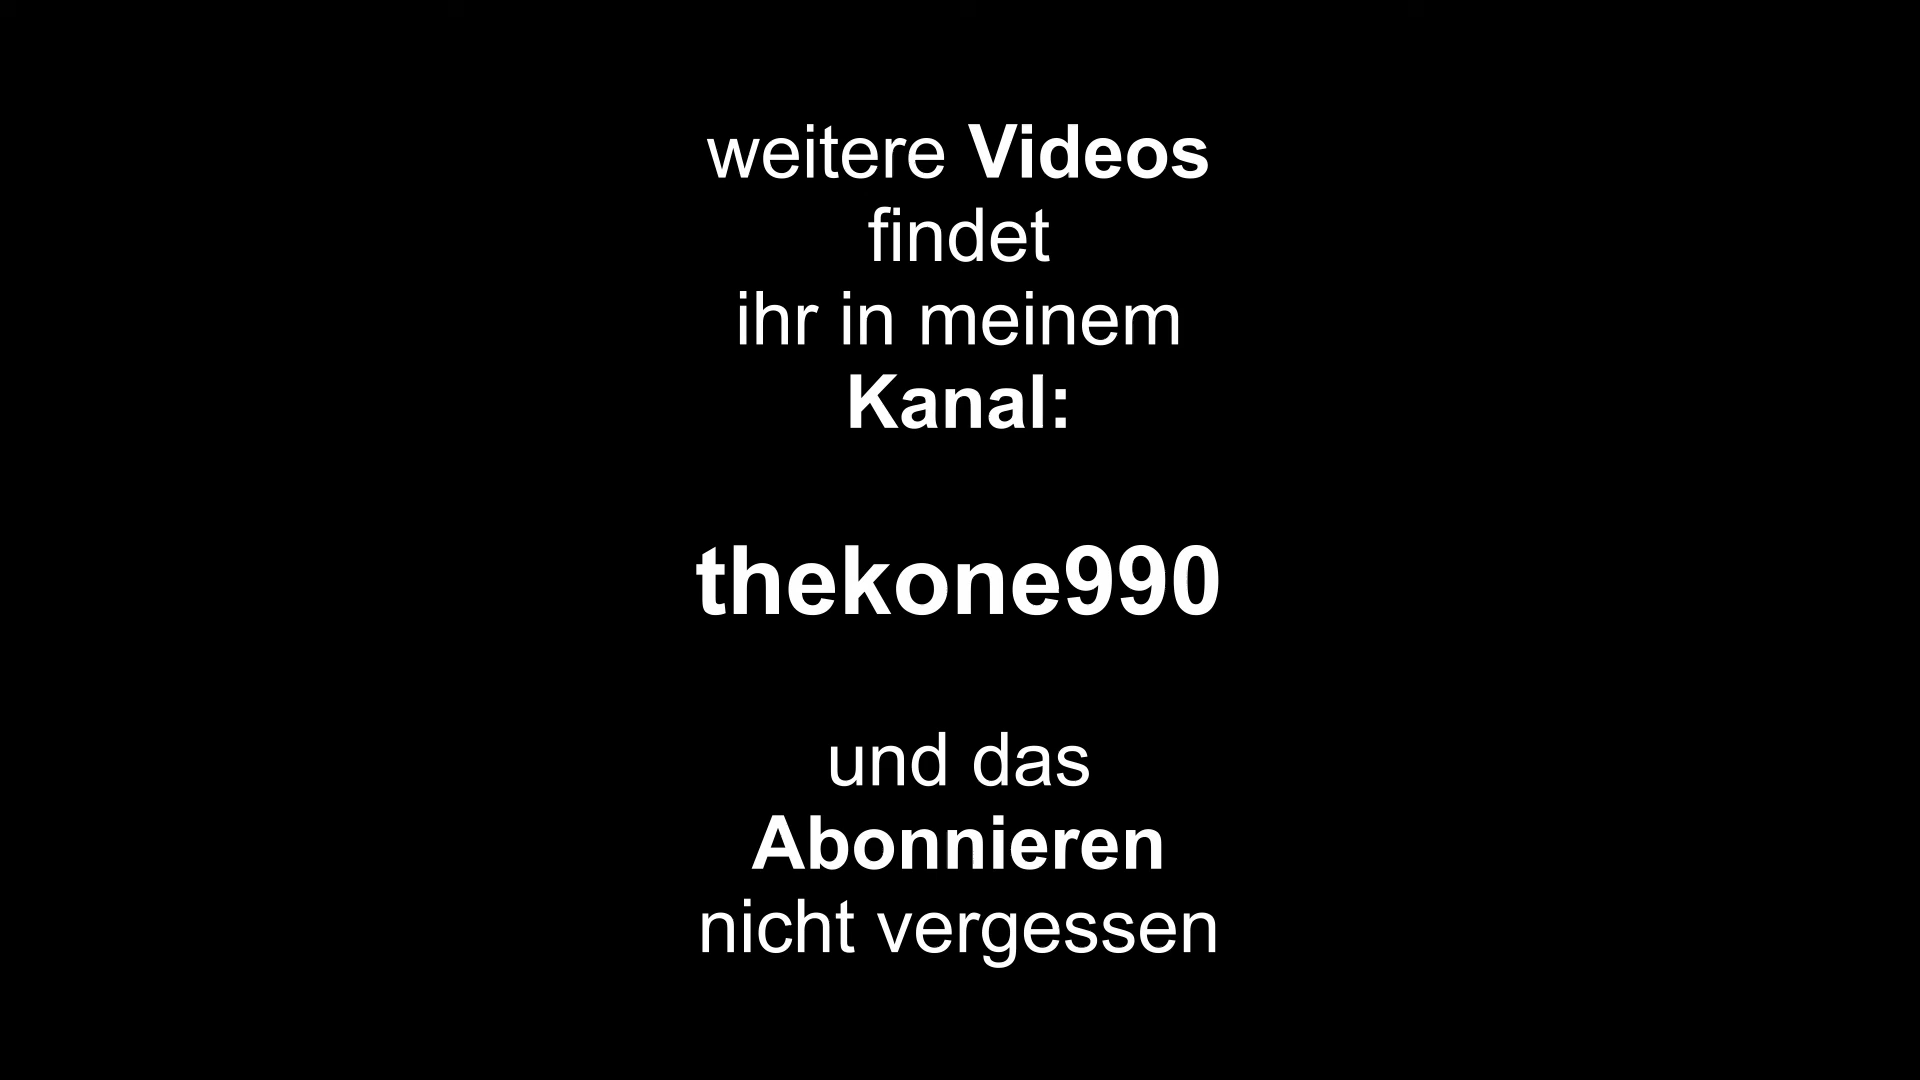 weitere Videos
findet
ihr in meinem
Kanal:
thekone990
und das
Abonnieren
nicht vergessen